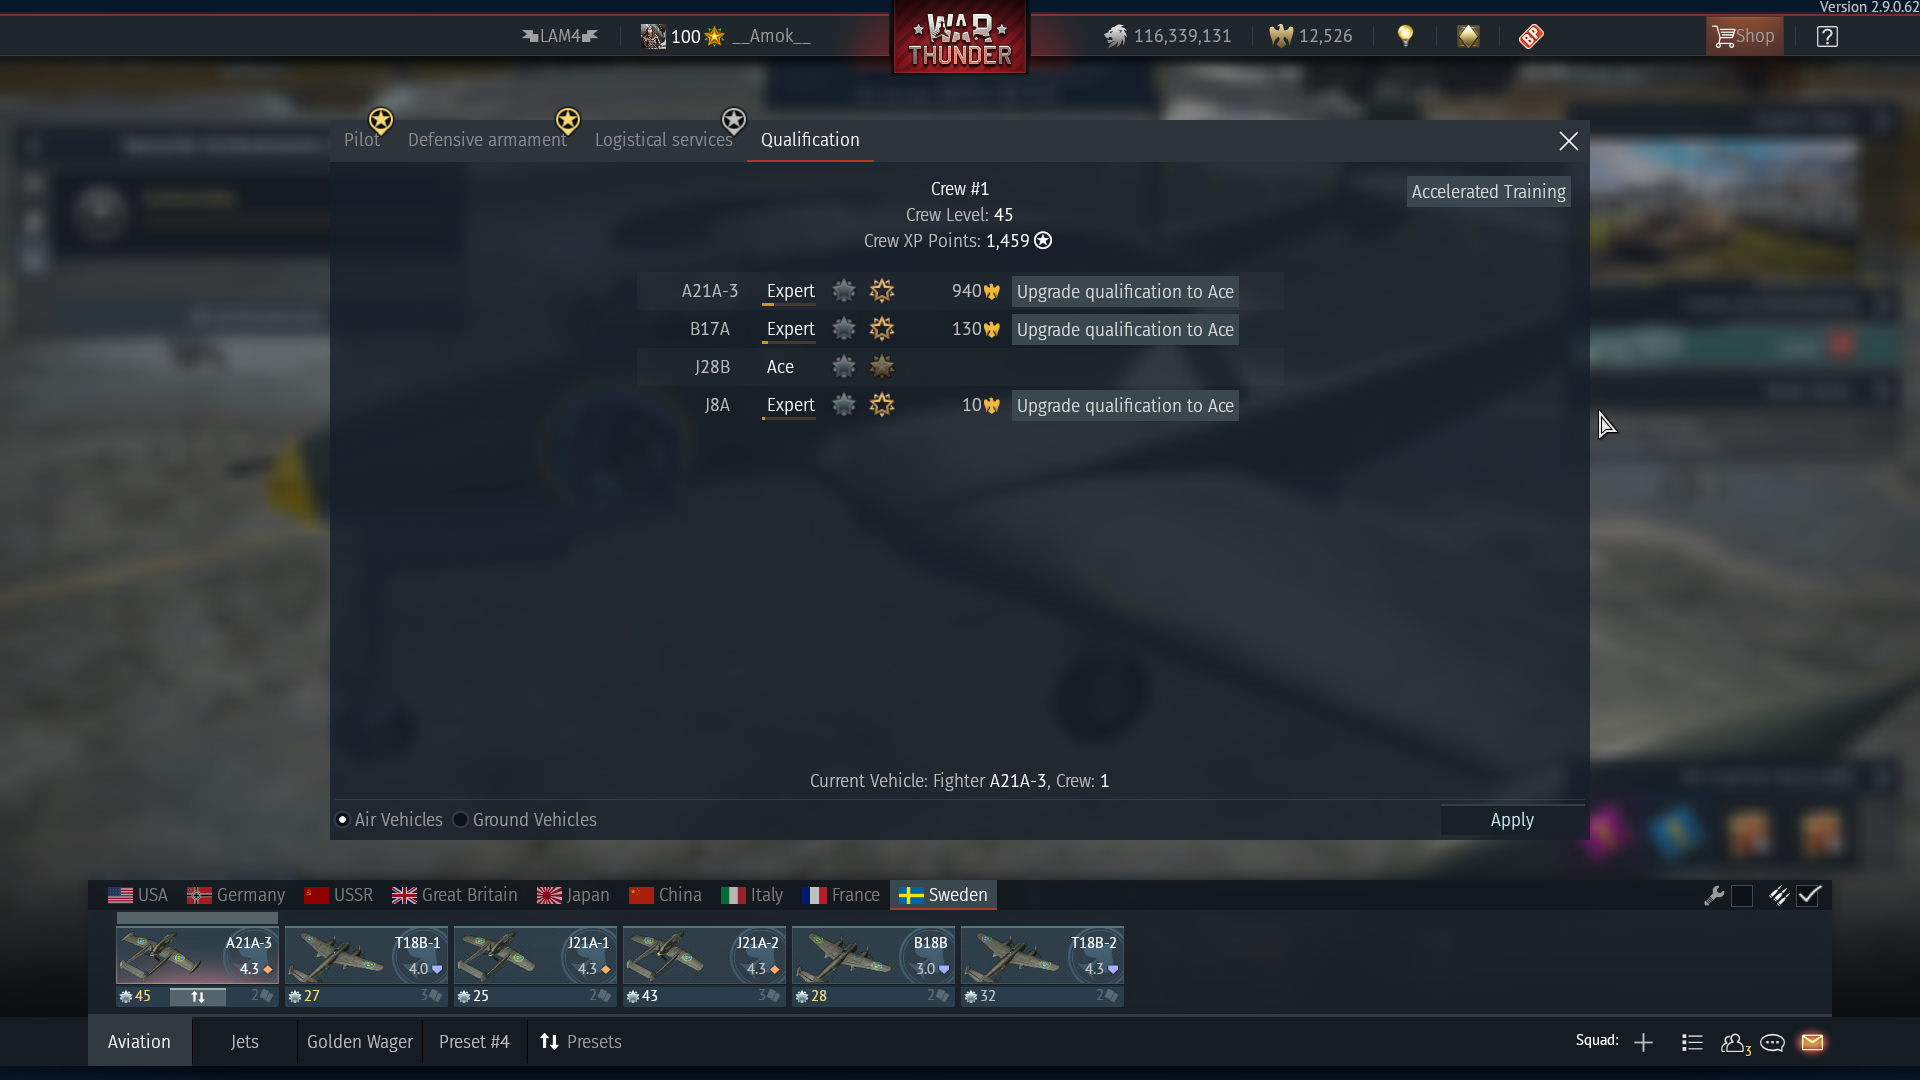 Version 2.9.0.62
LAM4
100 __Amok__
WAR THUNDER
116,339,131
12,526
BP
Shop
?
Pilot
Defensive armament
Logistical services
Qualification
Crew #1
Crew Level: 45
Crew XP Points: 1,459
Accelerated Training
A21A-3 Expert 940 Upgrade qualification to Ace
B17A Expert 130 Upgrade qualification to Ace
J28B Ace
J8A Expert 10 Upgrade qualification to Ace
Current Vehicle: Fighter A21A-3, Crew: 1
Air Vehicles Ground Vehicles
Apply
USA Germany USSR Great Britain Japan China Italy France Sweden
A21A-3 T18B-1 J21A-1 J21A-2 B18B T18B-2
4.3 4.0 4.3 4.3 3.0 4.3
45 2 27 3 25 2 43 3 28 2 32 2
Aviation Jets Golden Wager Preset #4 Presets
Squad:
3